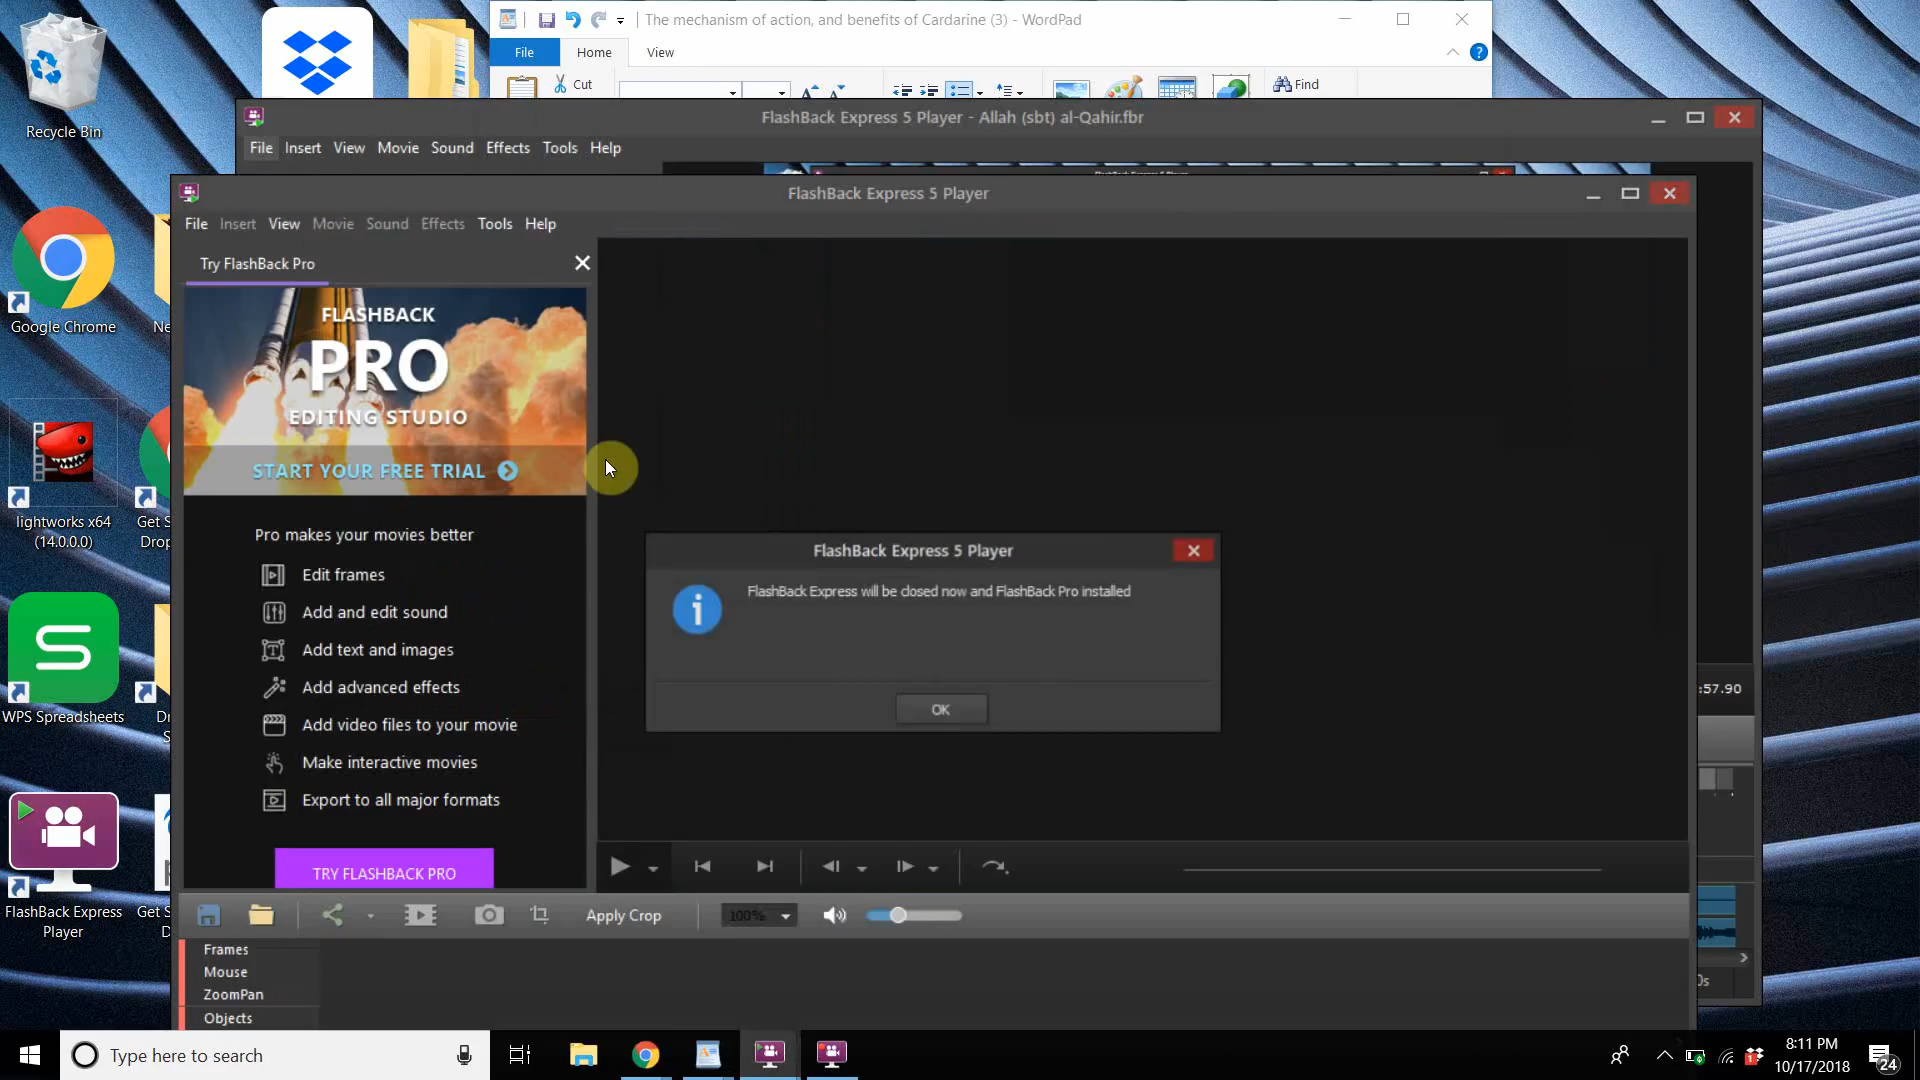 The mechanism of action, and benefits of Cardarine (3) - WordPad
File Home View
Cut
Find
Recycle Bin
FlashBack Express 5 Player - Allah (sbt) al-Qahir.fbr
File Insert View Movie Sound Effects Tools Help
FlashBack Express 5 Player
File Insert View Movie Sound Effects Tools Help
Try FlashBack Pro
FLASHBACK
PRO
EDITING STUDIO
START YOUR FREE TRIAL
Google Chrome
Ne
Pro makes your movies better
Edit frames
Add and edit sound
Add text and images
Add advanced effects
Add video files to your movie
Make interactive movies
Export to all major formats
TRY FLASHBACK PRO
FlashBack Express 5 Player
FlashBack Express will be closed now and FlashBack Pro installed
OK
lightworks x64
(14.0.0.0)
Get S
Drop
WPS Spreadsheets
:57.90
FlashBack Express
Player
Get S
Apply Crop
100%
Frames
Mouse
ZoomPan
Objects
0s
Type here to search
8:11 PM
10/17/2018
24